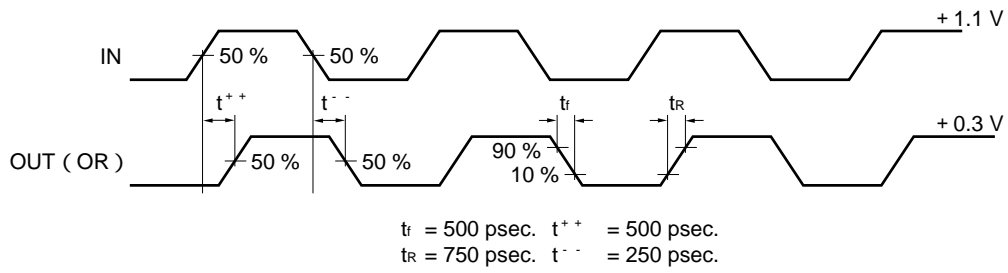 + 1.1 V
IN
50 %
50 %
t++
t--
tf
tR
+ 0.3 V
OUT ( OR )
50 %
50 %
90 %
10 %
tf = 500 psec. t++ = 500 psec.
tR = 750 psec. t-- = 250 psec.